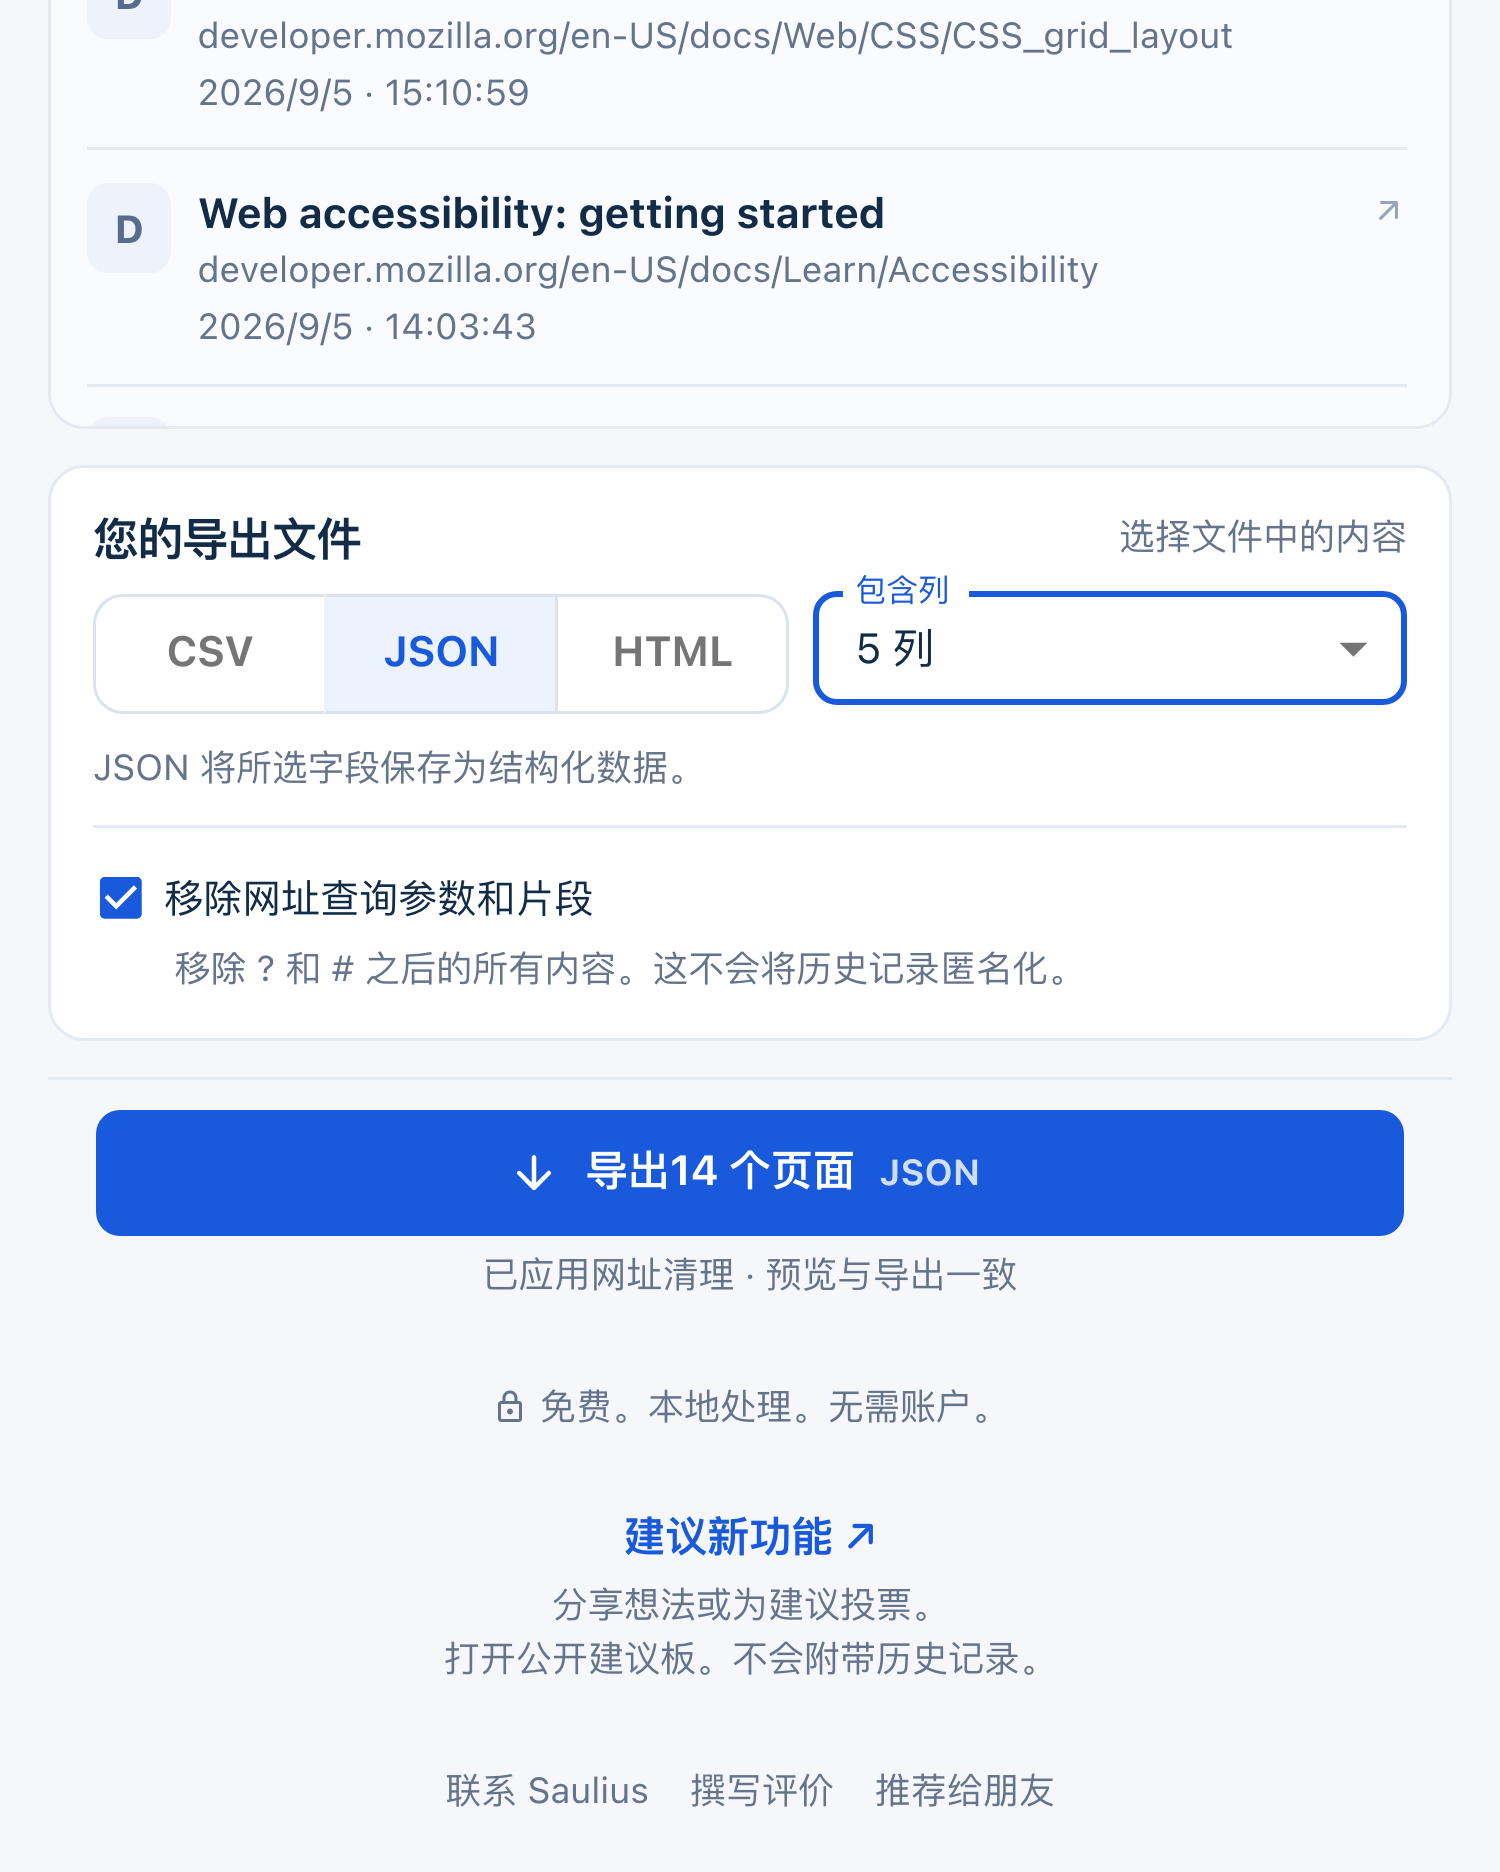 developer.mozilla.org/en-US/docs/Web/CSS/CSS_grid_layout
2026/9/5 · 15:10:59
D
Web accessibility: getting started
developer.mozilla.org/en-US/docs/Learn/Accessibility
2026/9/5 · 14:03:43
您的导出文件
选择文件中的内容
CSV
JSON
HTML
包含列
5 列
JSON 将所选字段保存为结构化数据。
移除网址查询参数和片段
移除 ? 和 # 之后的所有内容。这不会将历史记录匿名化。
导出14 个页面 JSON
已应用网址清理 · 预览与导出一致
免费。本地处理。无需账户。
建议新功能
分享想法或为建议投票。
打开公开建议板。不会附带历史记录。
联系 Saulius 撰写评价 推荐给朋友